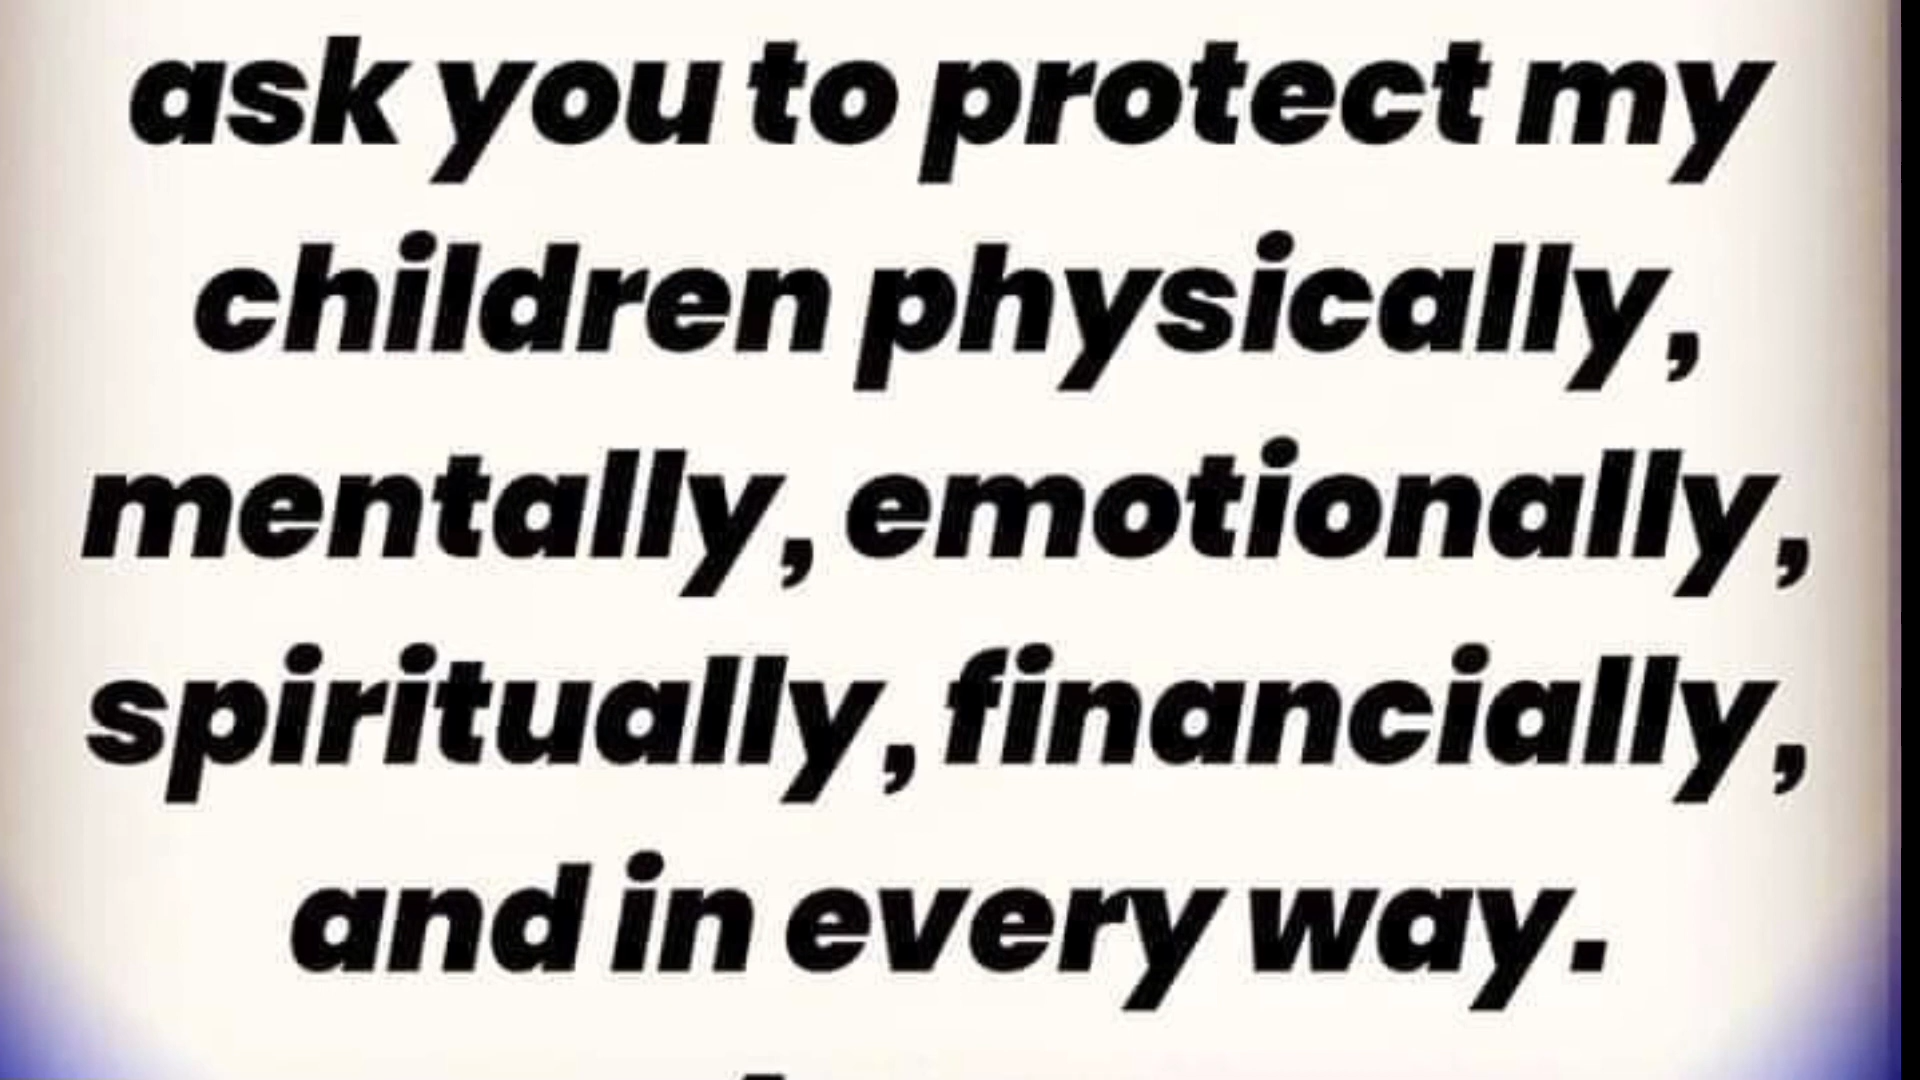 ask you to protect my
children physically,
mentally, emotionally,
spiritually, financially,
and in every way.